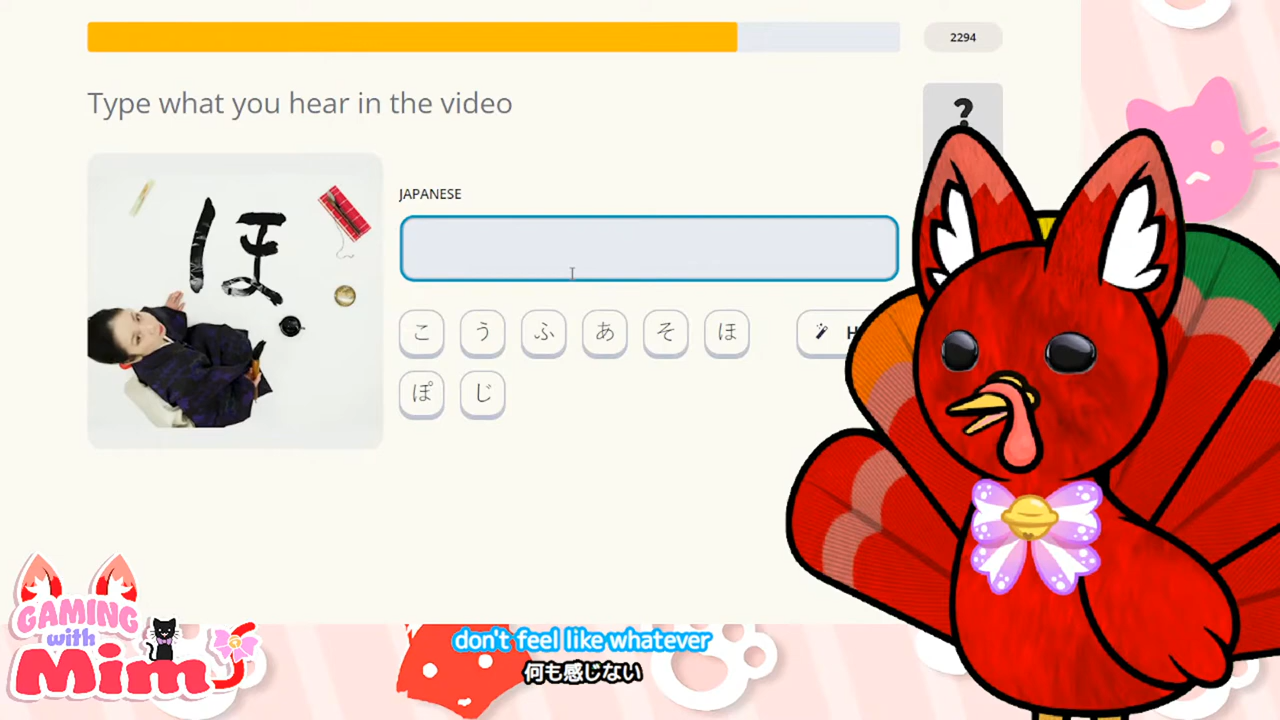 2294
Type what you hear in the video
?
ほ
JAPANESE
こ
う
ふ
あ
そ
ほ
H
ぽ
じ
GAMING
with
Mim
don't feel like whatever
何も感じない